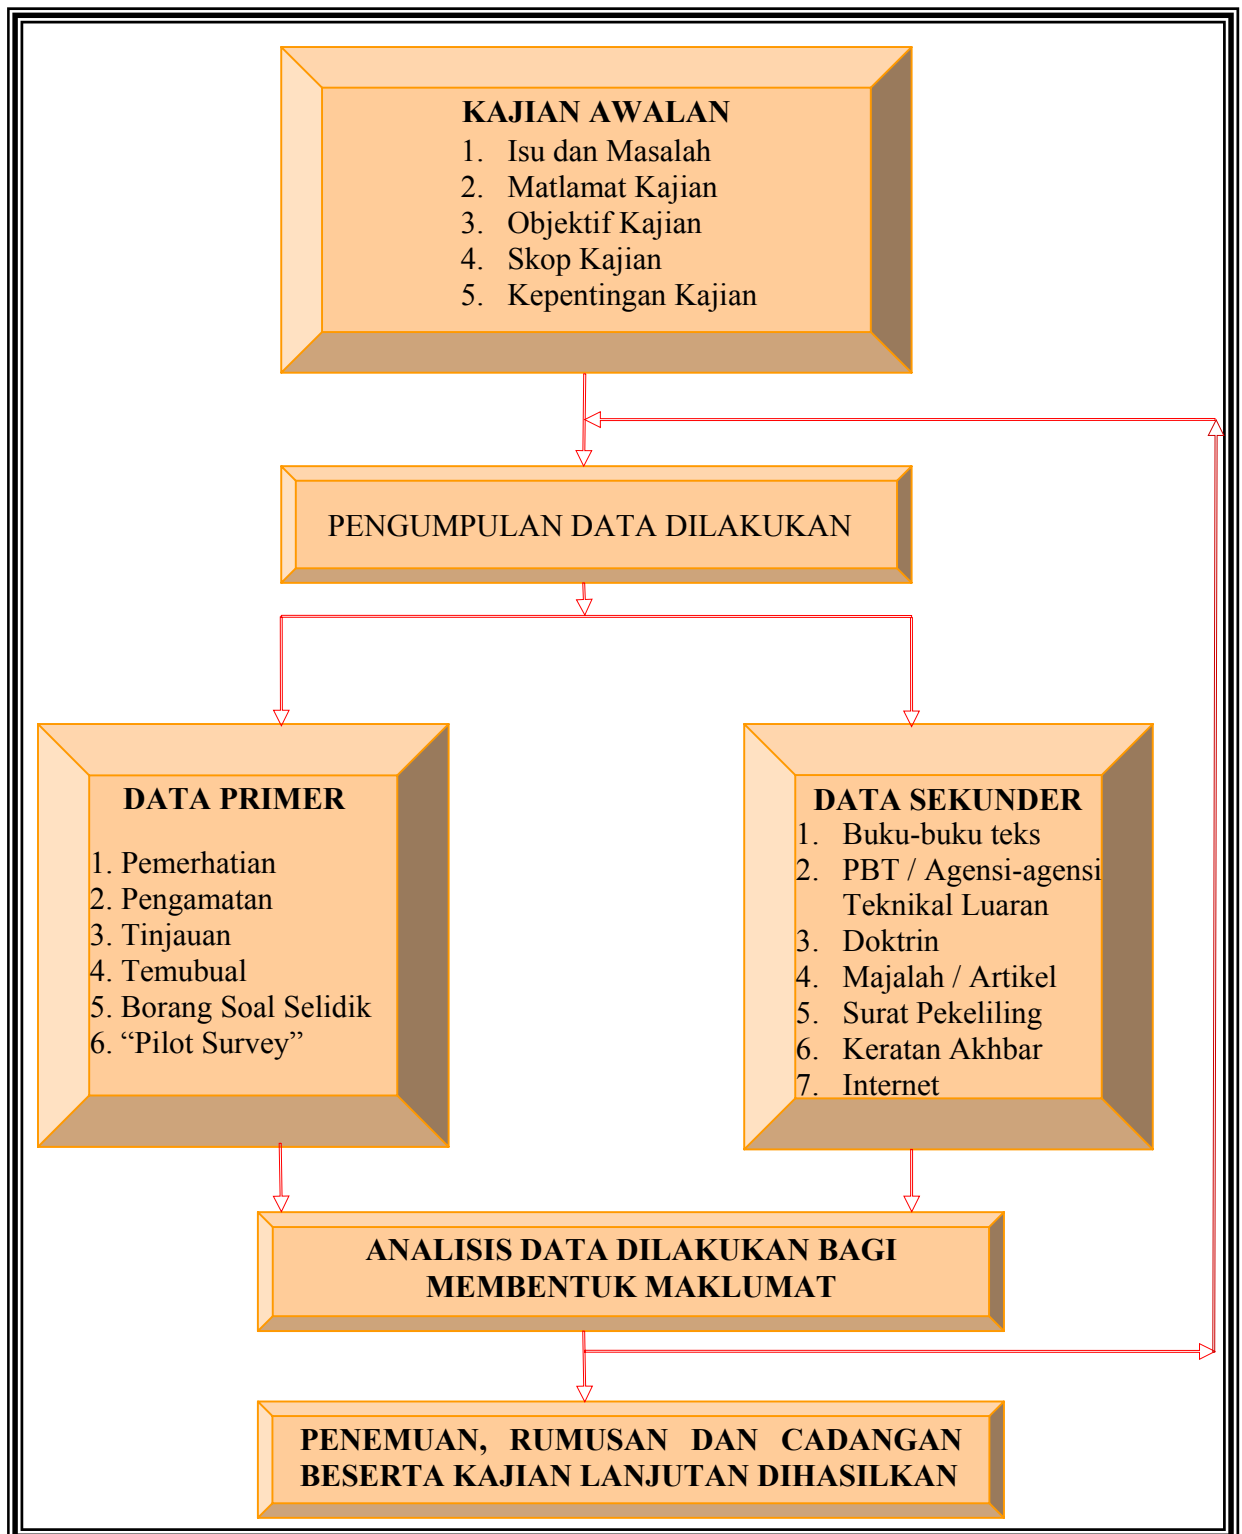 KAJIAN AWALAN
1. Isu dan Masalah
2. Matlamat Kajian
3. Objektif Kajian
4. Skop Kajian
5. Kepentingan Kajian
PENGUMPULAN DATA DILAKUKAN
DATA PRIMER
1. Pemerhatian
2. Pengamatan
3. Tinjauan
4. Temubual
5. Borang Soal Selidik
6. “Pilot Survey”
DATA SEKUNDER
1. Buku-buku teks
2. PBT / Agensi-agensi
Teknikal Luaran
3. Doktrin
4. Majalah / Artikel
5. Surat Pekeliling
6. Keratan Akhbar
7. Internet
ANALISIS DATA DILAKUKAN BAGI
MEMBENTUK MAKLUMAT
PENEMUAN, RUMUSAN DAN CADANGAN
BESERTA KAJIAN LANJUTAN DIHASILKAN